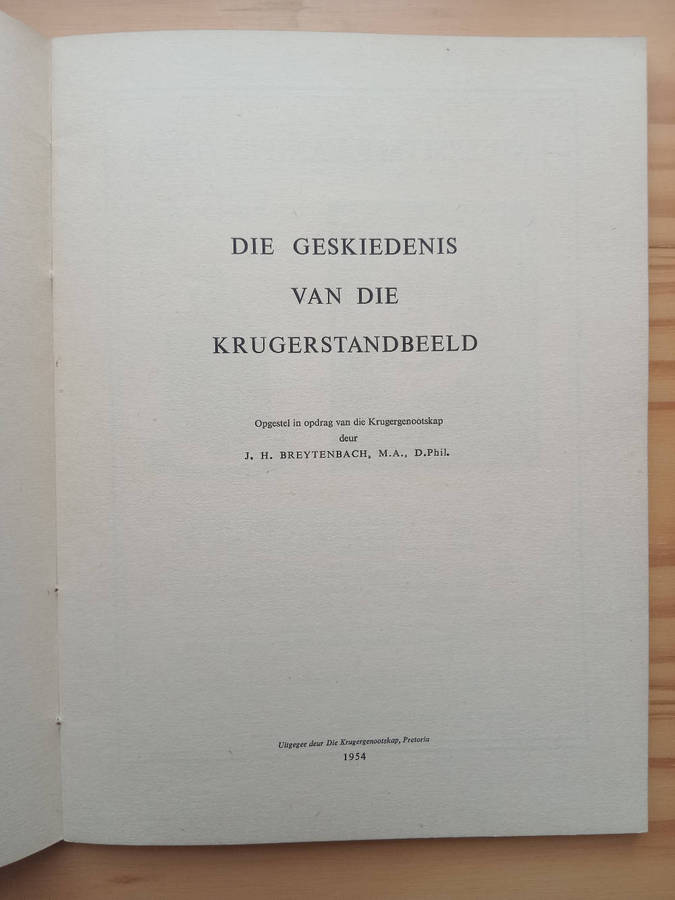 DIE GESKIEDENIS
VAN DIE
KRUGERSTANDBEELD
Opgestel in opdrag van die Krugergenootskap
deur
J. H. BREYTENBACH, M.A., D.Phil.
Uitgegee deur Die Krugergenootskap, Pretoria
1954